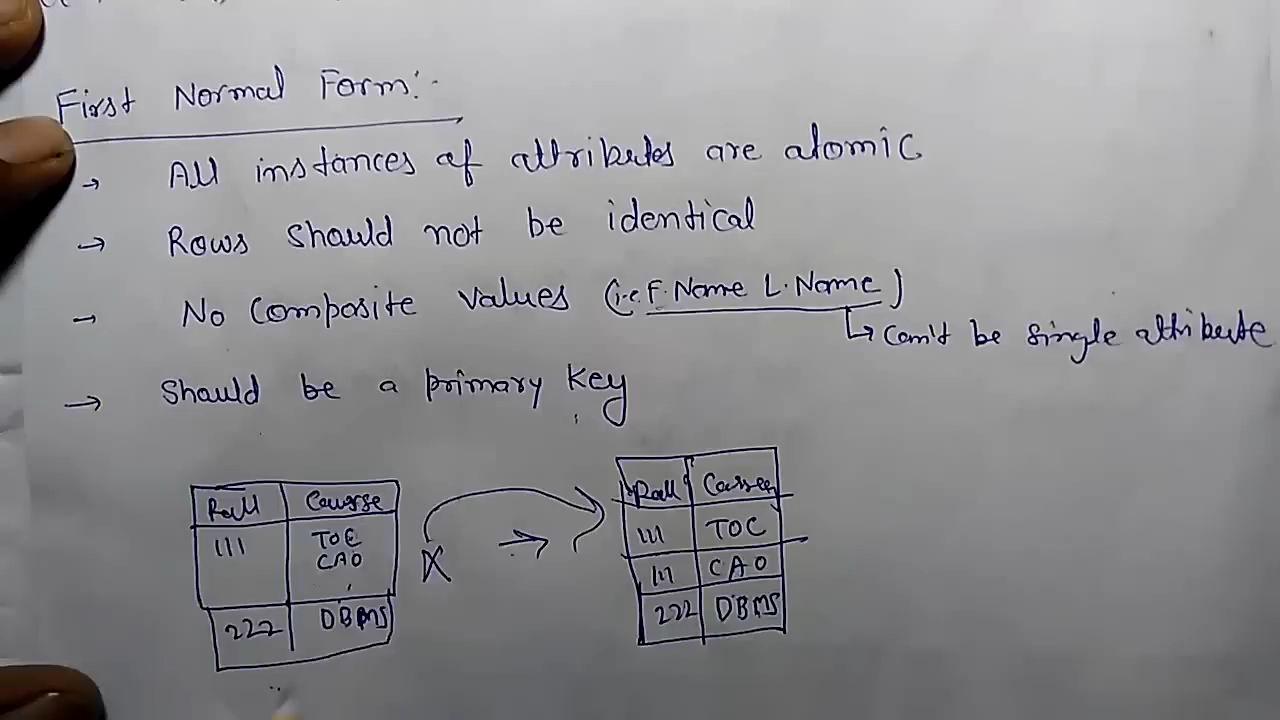 First Normal Form:-
→ All instances of attributes are atomic
→ Rows should not be identical
→ No Composite values (i.e. F.Name L.Name)
↳ Can't be single attribute
→ Should be a primary Key
Roll Course
111 TOC
CAO
222 DBMS
X →
Roll Course
111 TOC
111 CAO
222 DBMS